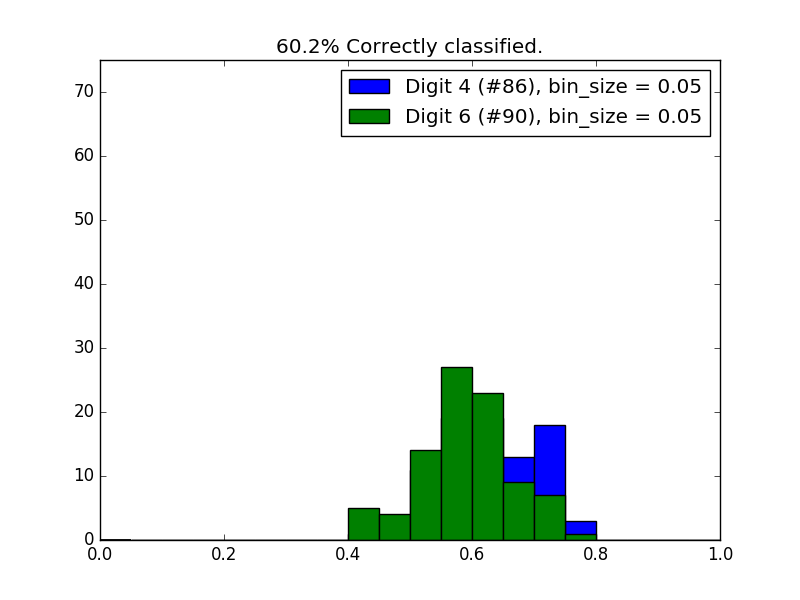 60.2% Correctly classified.
Digit 4 (#86), bin_size = 0.05
Digit 6 (#90), bin_size = 0.05
70
60
50
40
30
20
10
0
0.0 0.2 0.4 0.6 0.8 1.0